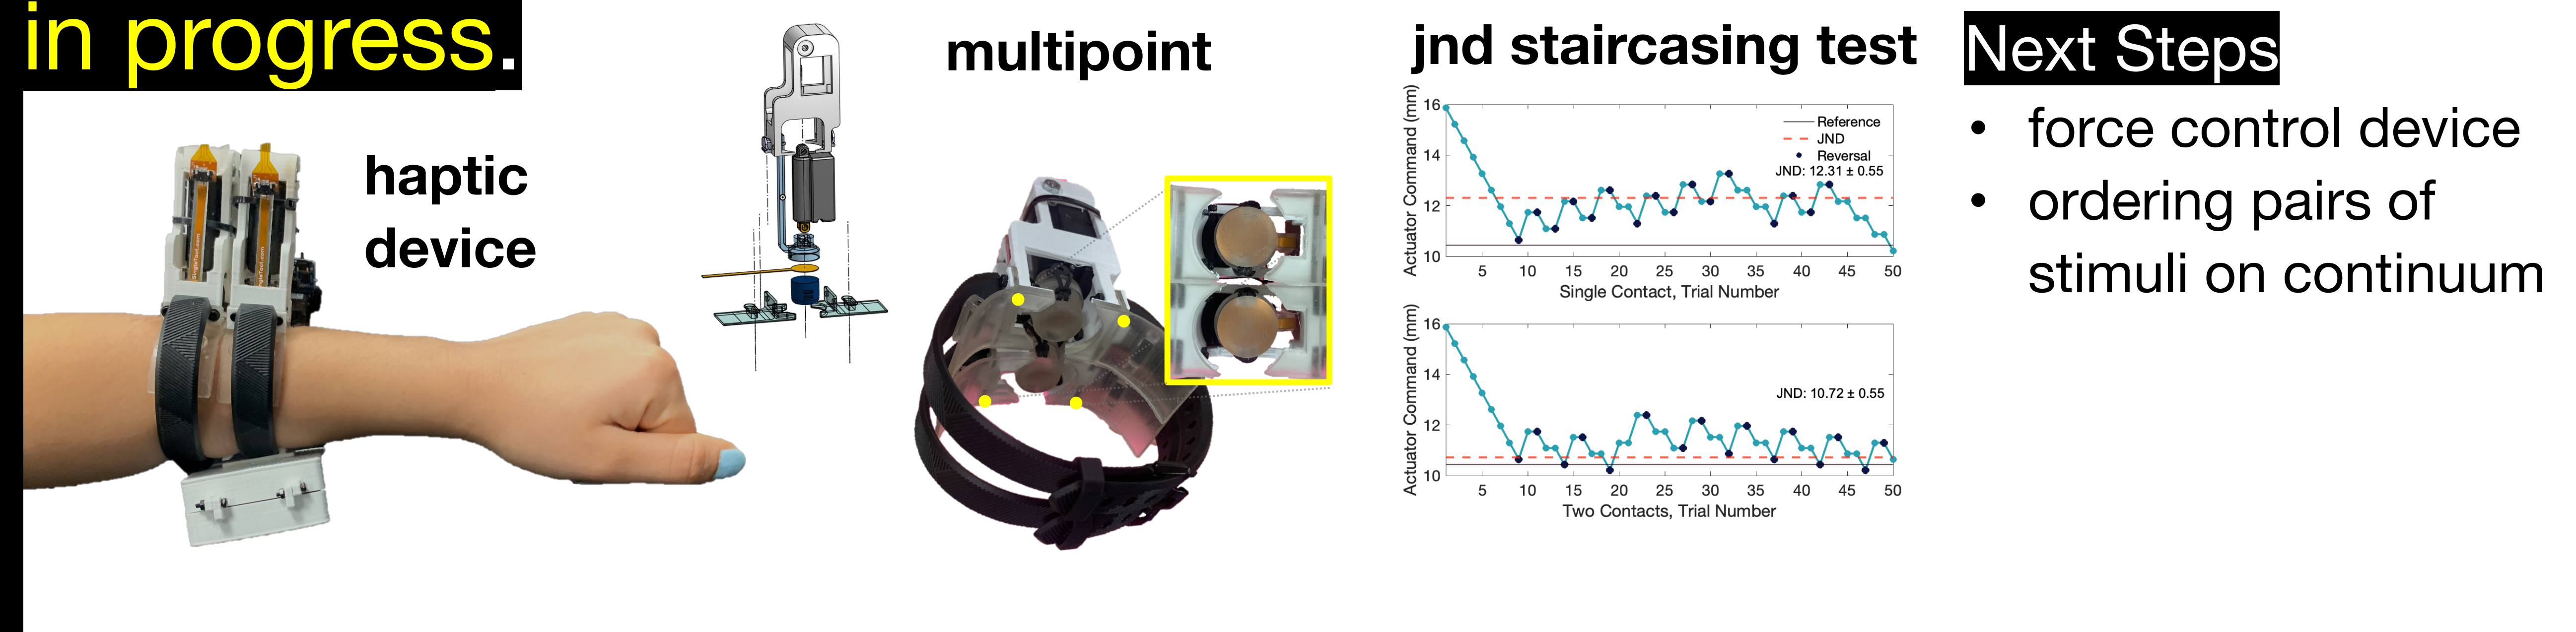 in progress.
haptic
device
multipoint
jnd staircasing test
Actuator Command (mm)
16
14
12
10
Reference
JND
Reversal
JND: 12.31 ± 0.55
5 10 15 20 25 30 35 40 45 50
Single Contact, Trial Number
Actuator Command (mm)
16
14
12
10
JND: 10.72 ± 0.55
5 10 15 20 25 30 35 40 45 50
Two Contacts, Trial Number
Next Steps
• force control device
• ordering pairs of
stimuli on continuum